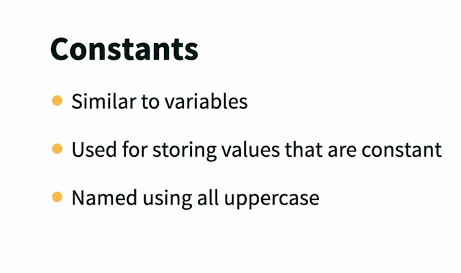 Constants
Similar to variables
Used for storing values that are constant
Named using all uppercase